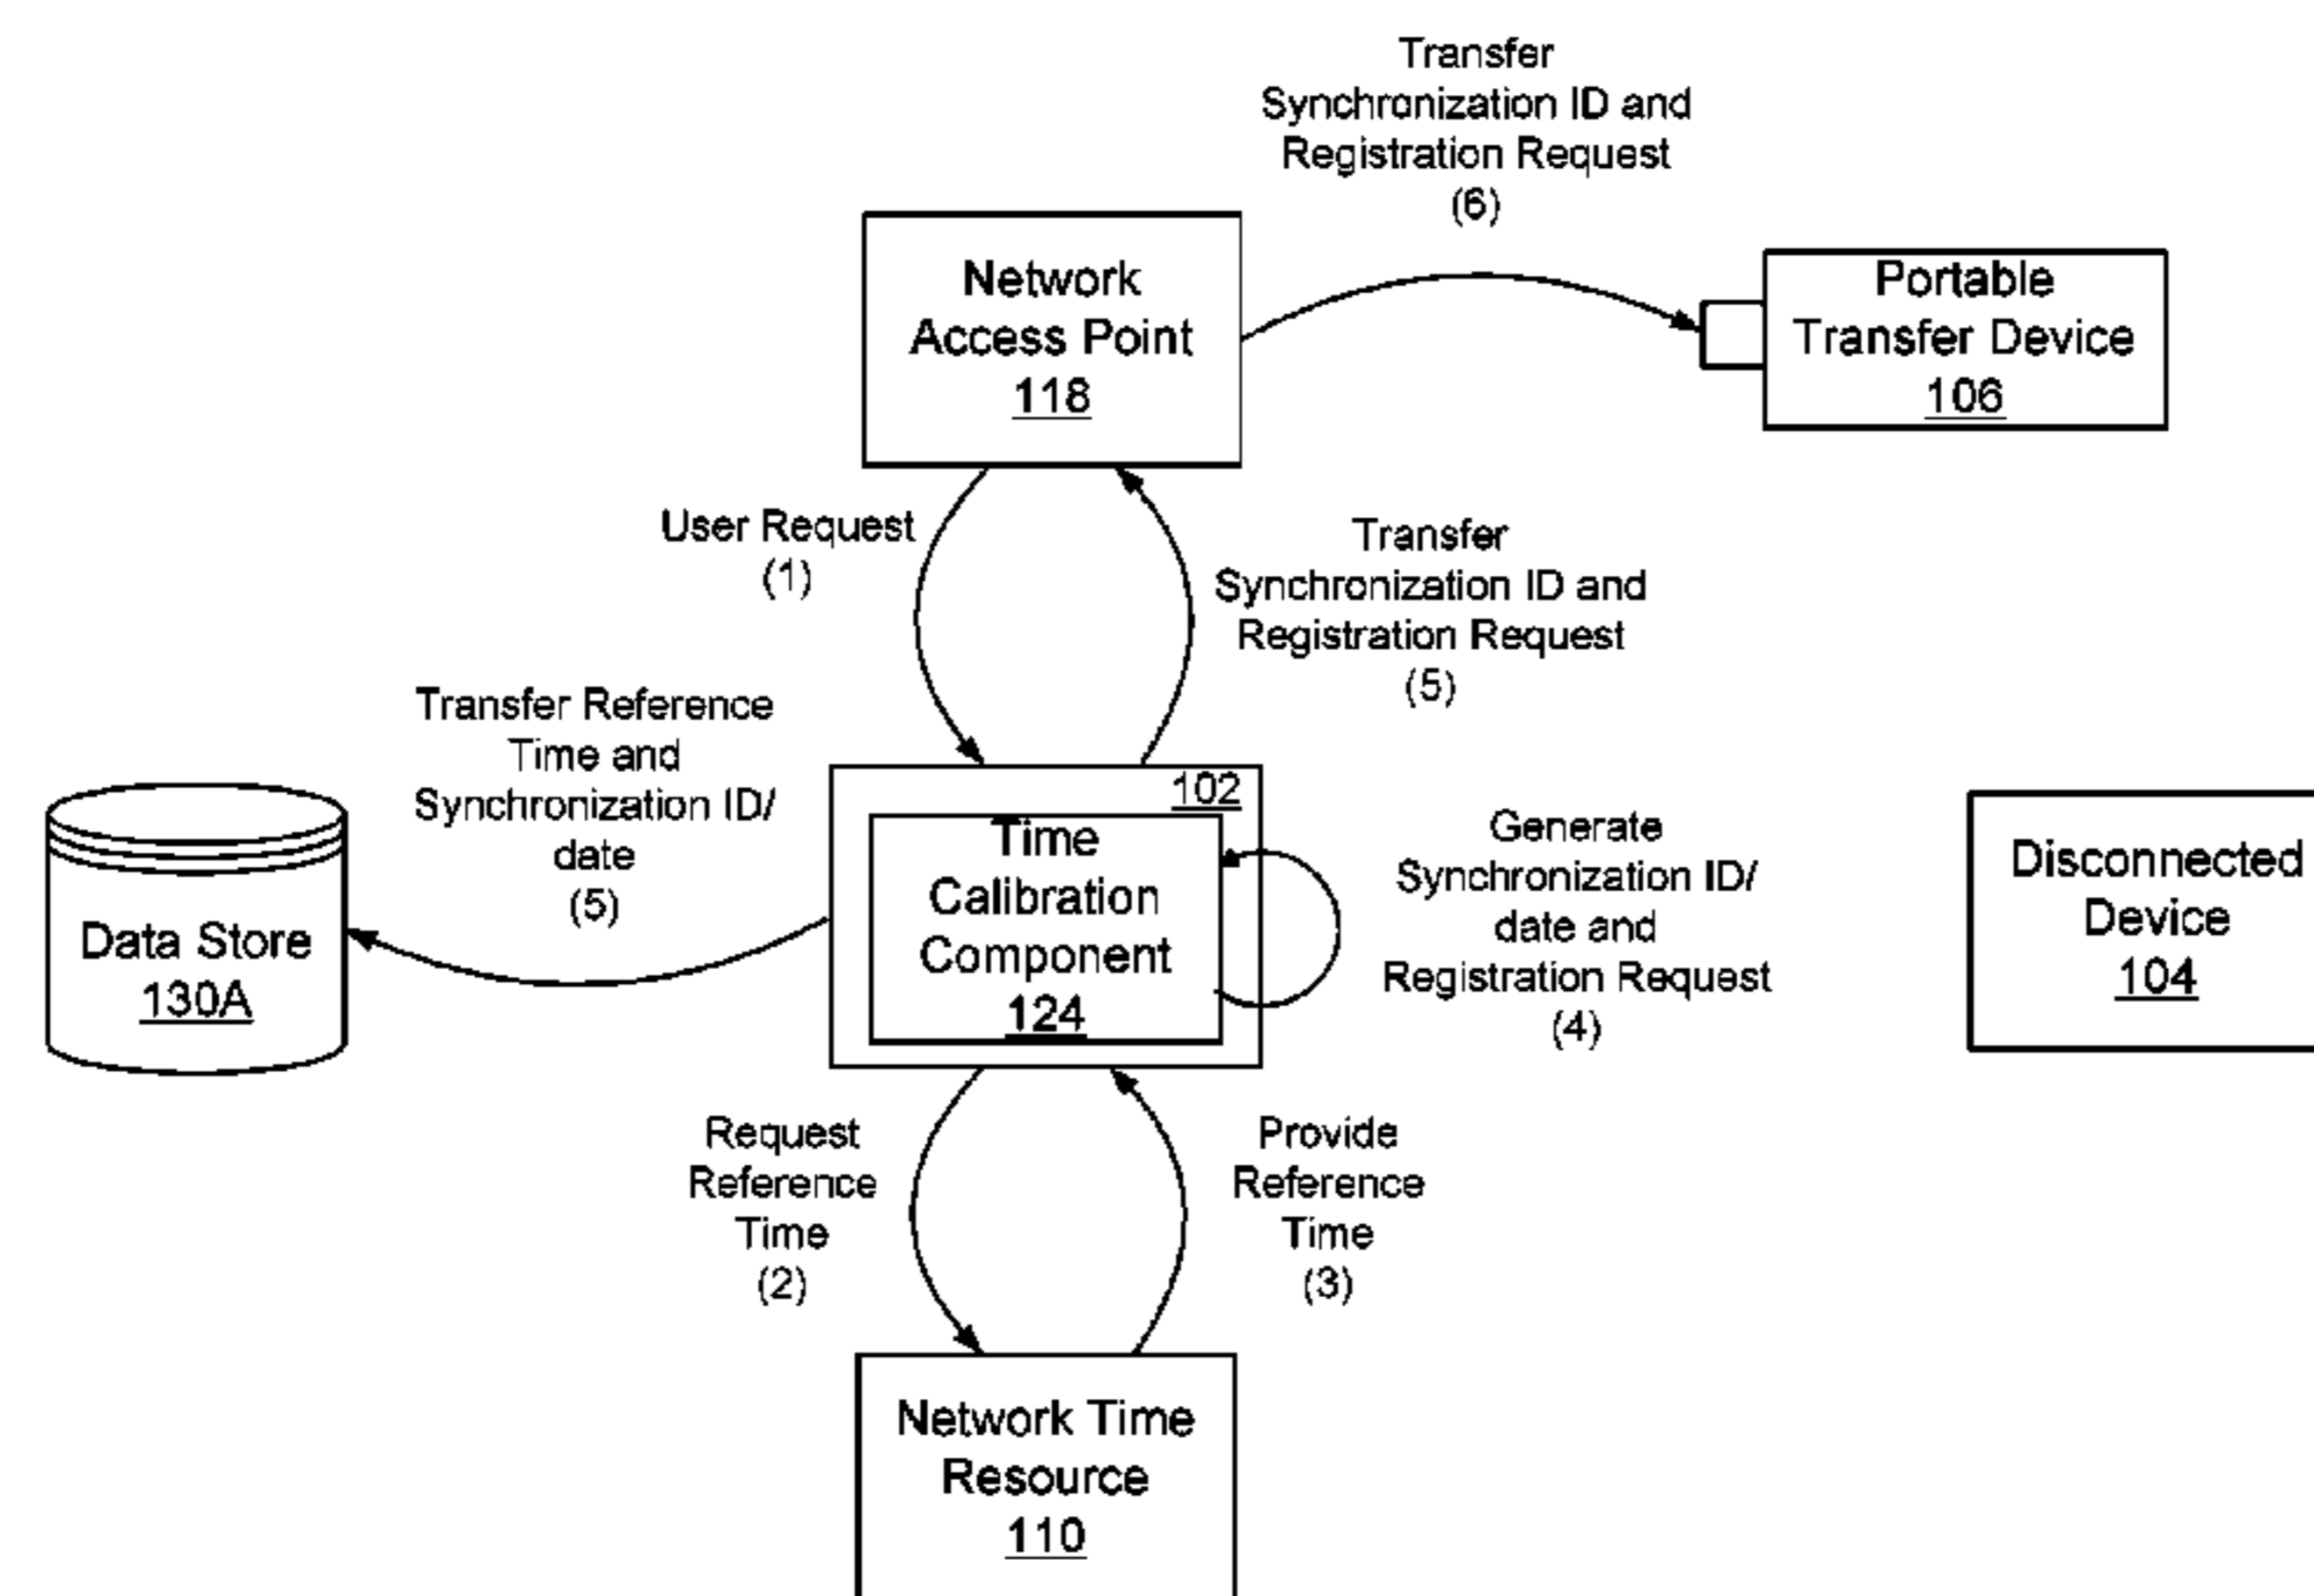 Transfer
Synchronization ID and
Registration Request
(6)
Network
Access Point
118
Portable
Transfer Device
106
User Request
(1)
Transfer
Synchronization ID and
Registration Request
(5)
Transfer Reference
Time and
Synchronization ID/
date
(5)
Data Store
130A
102
Time
Calibration
Component
124
Generate
Synchronization ID/
date and
Registration Request
(4)
Disconnected
Device
104
Request
Reference
Time
(2)
Provide
Reference
Time
(3)
Network Time
Resource
110